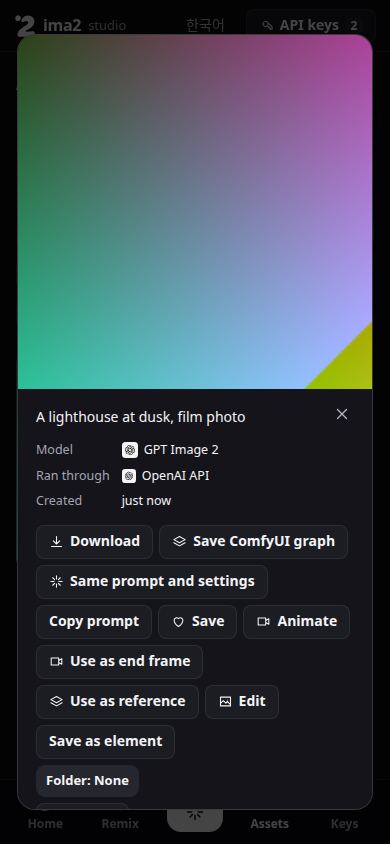 ima2 studio
한국어
API keys 2
A lighthouse at dusk, film photo
Model GPT Image 2
Ran through OpenAI API
Created just now
Download
Save ComfyUI graph
Same prompt and settings
Copy prompt
Save
Animate
Use as end frame
Use as reference
Edit
Save as element
Folder: None
Home
Remix
Assets
Keys